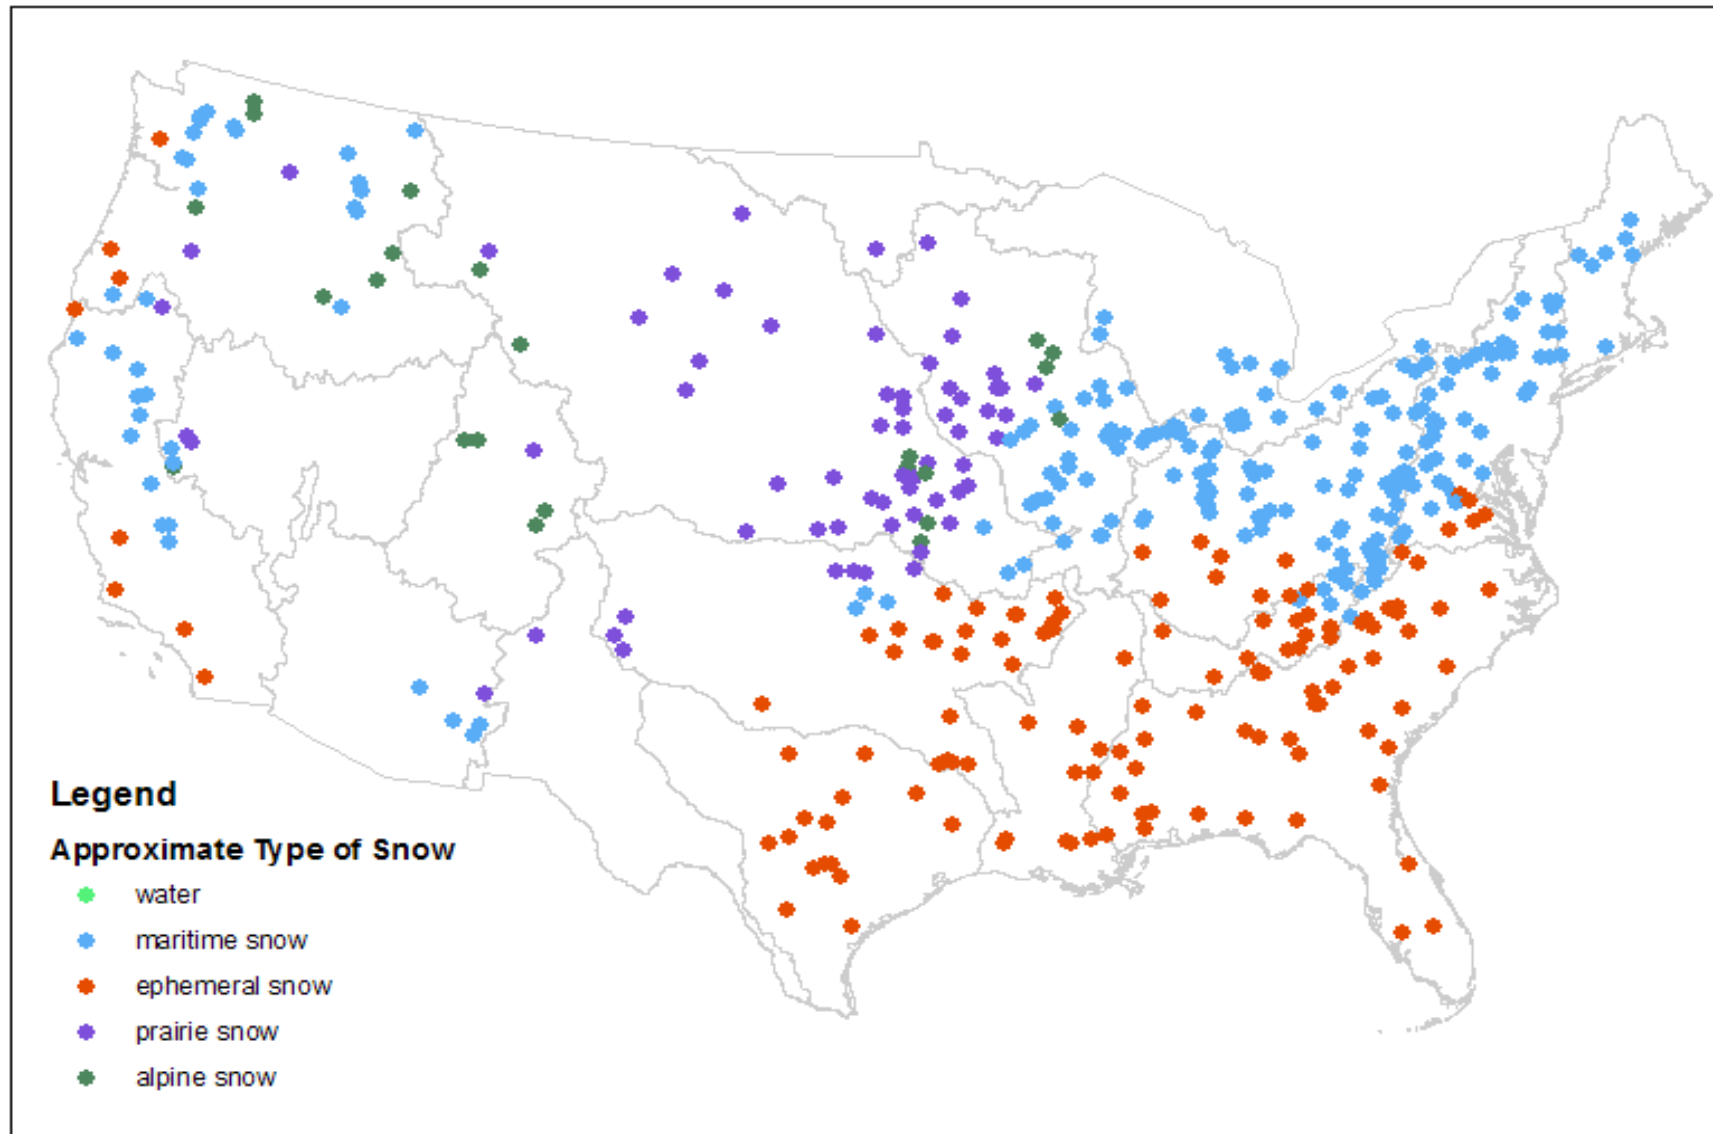 Legend
Approximate Type of Snow
water
maritime snow
ephemeral snow
prairie snow
alpine snow